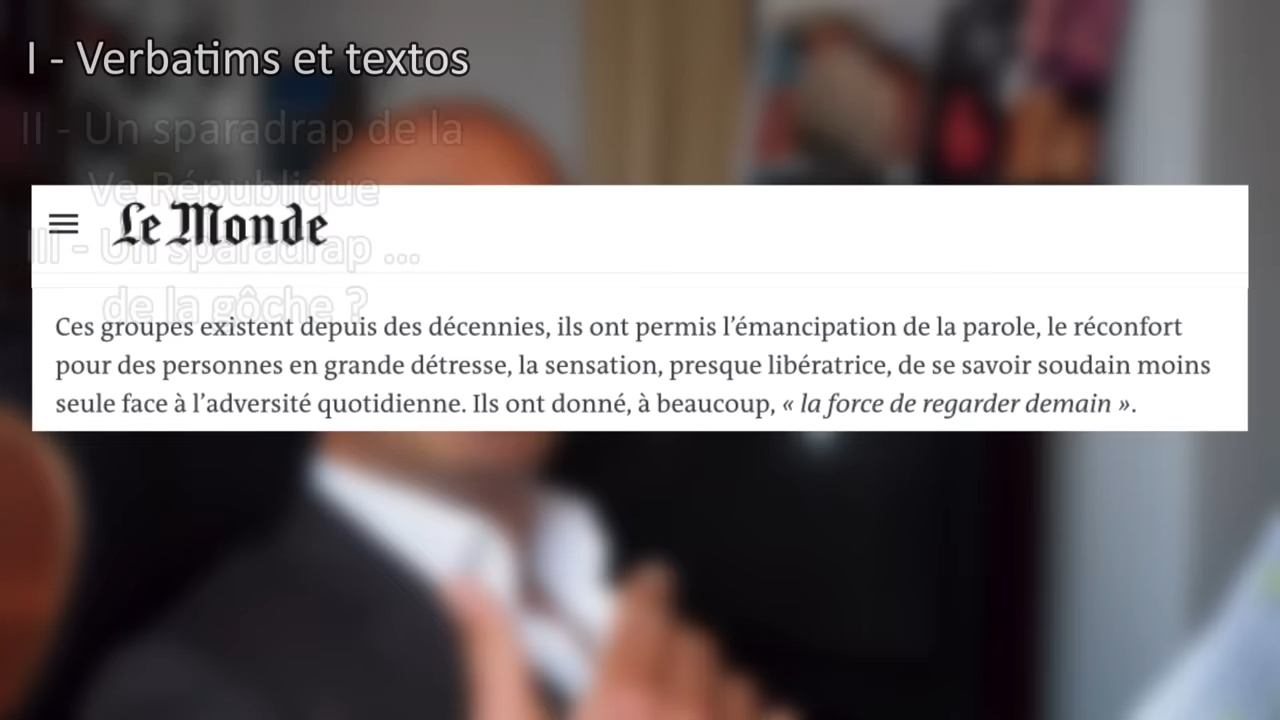 I - Verbatims et textos
II - Un sparadrap de la
Ve République
Le Monde
III - Un sparadrap ...
de la gôche ?
Ces groupes existent depuis des décennies, ils ont permis l’émancipation de la parole, le réconfort
pour des personnes en grande détresse, la sensation, presque libératrice, de se savoir soudain moins
seule face à l’adversité quotidienne. Ils ont donné, à beaucoup, « la force de regarder demain ».